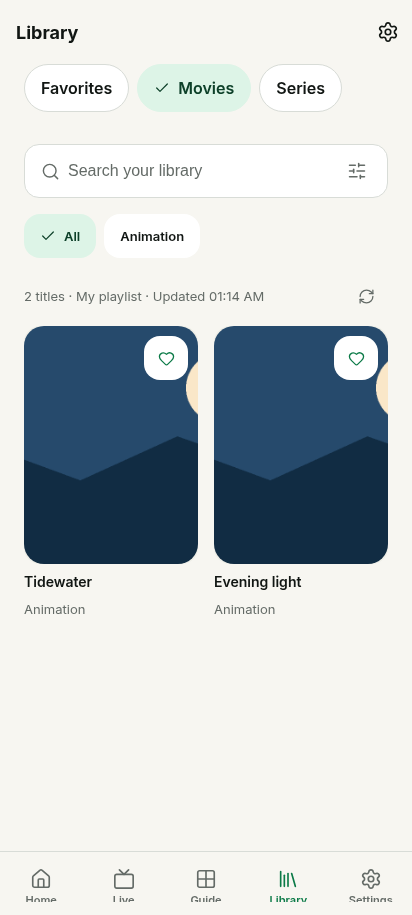 Library
Favorites
Movies
Series
Search your library
All
Animation
2 titles · My playlist · Updated 01:14 AM
Tidewater
Evening light
Animation
Animation
Home
Live
Guide
Library
Settings